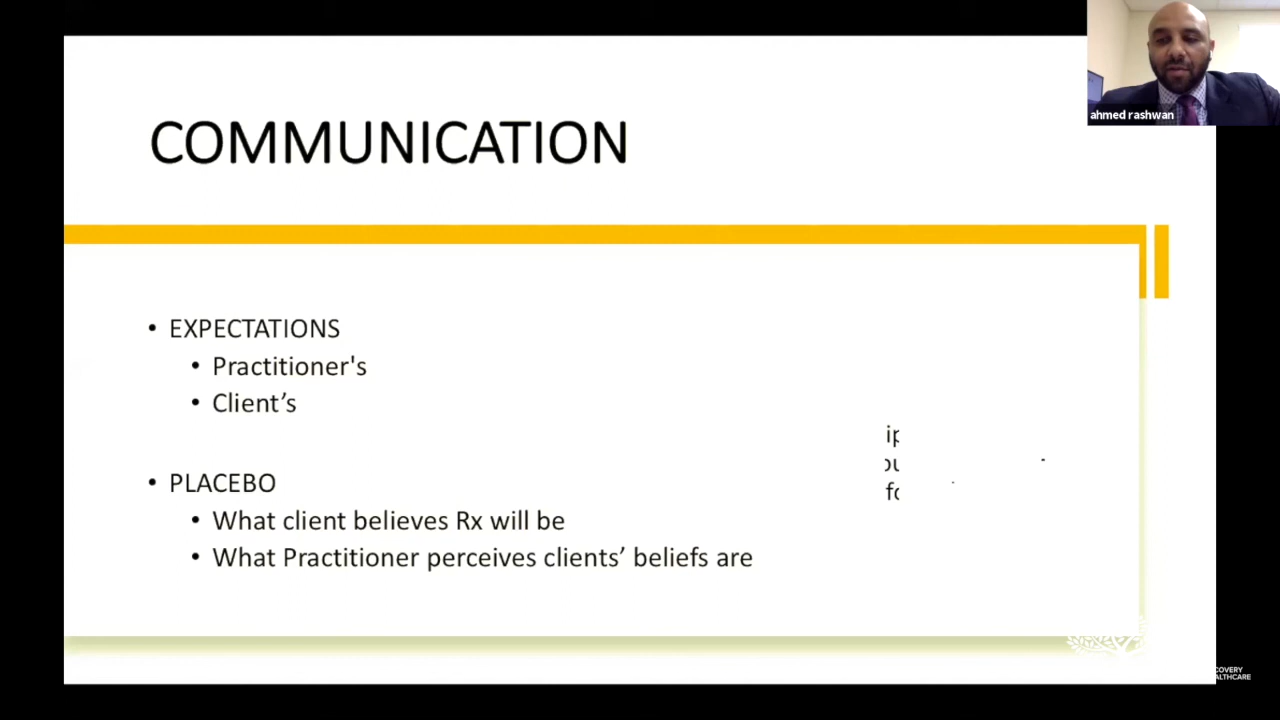 ahmed rashwan
COMMUNICATION
• EXPECTATIONS
• Practitioner's
• Client’s
• PLACEBO
• What client believes Rx will be
• What Practitioner perceives clients’ beliefs are